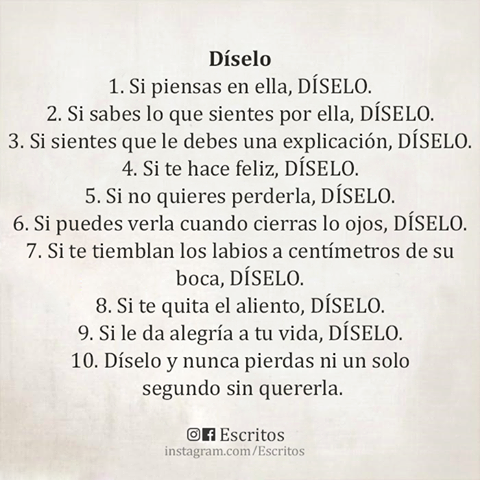 Díselo
1. Si piensas en ella, DÍSELO.
2. Si sabes lo que sientes por ella, DÍSELO.
3. Si sientes que le debes una explicación, DÍSELO.
4. Si te hace feliz, DÍSELO.
5. Si no quieres perderla, DÍSELO.
6. Si puedes verla cuando cierras lo ojos, DÍSELO.
7. Si te tiemblan los labios a centímetros de su
boca, DÍSELO.
8. Si te quita el aliento, DÍSELO.
9. Si le da alegría a tu vida, DÍSELO.
10. Díselo y nunca pierdas ni un solo
segundo sin quererla.
Escritos
instagram.com/Escritos